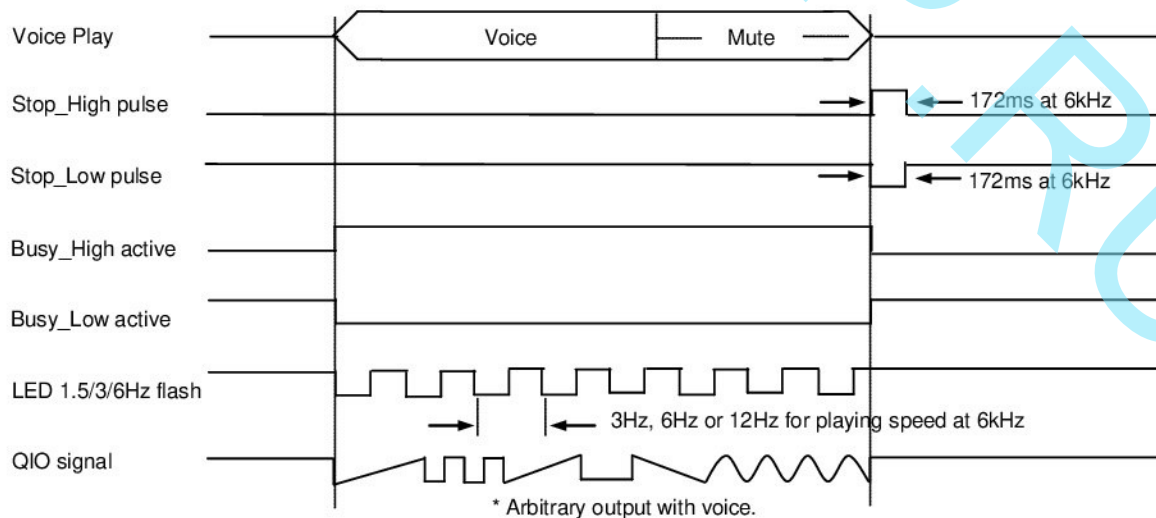 Voice Play
Voice
Mute
Stop_High pulse
172ms at 6kHz
Stop_Low pulse
172ms at 6kHz
Busy_High active
Busy_Low active
LED 1.5/3/6Hz flash
3Hz, 6Hz or 12Hz for playing speed at 6kHz
QIO signal
* Arbitrary output with voice.